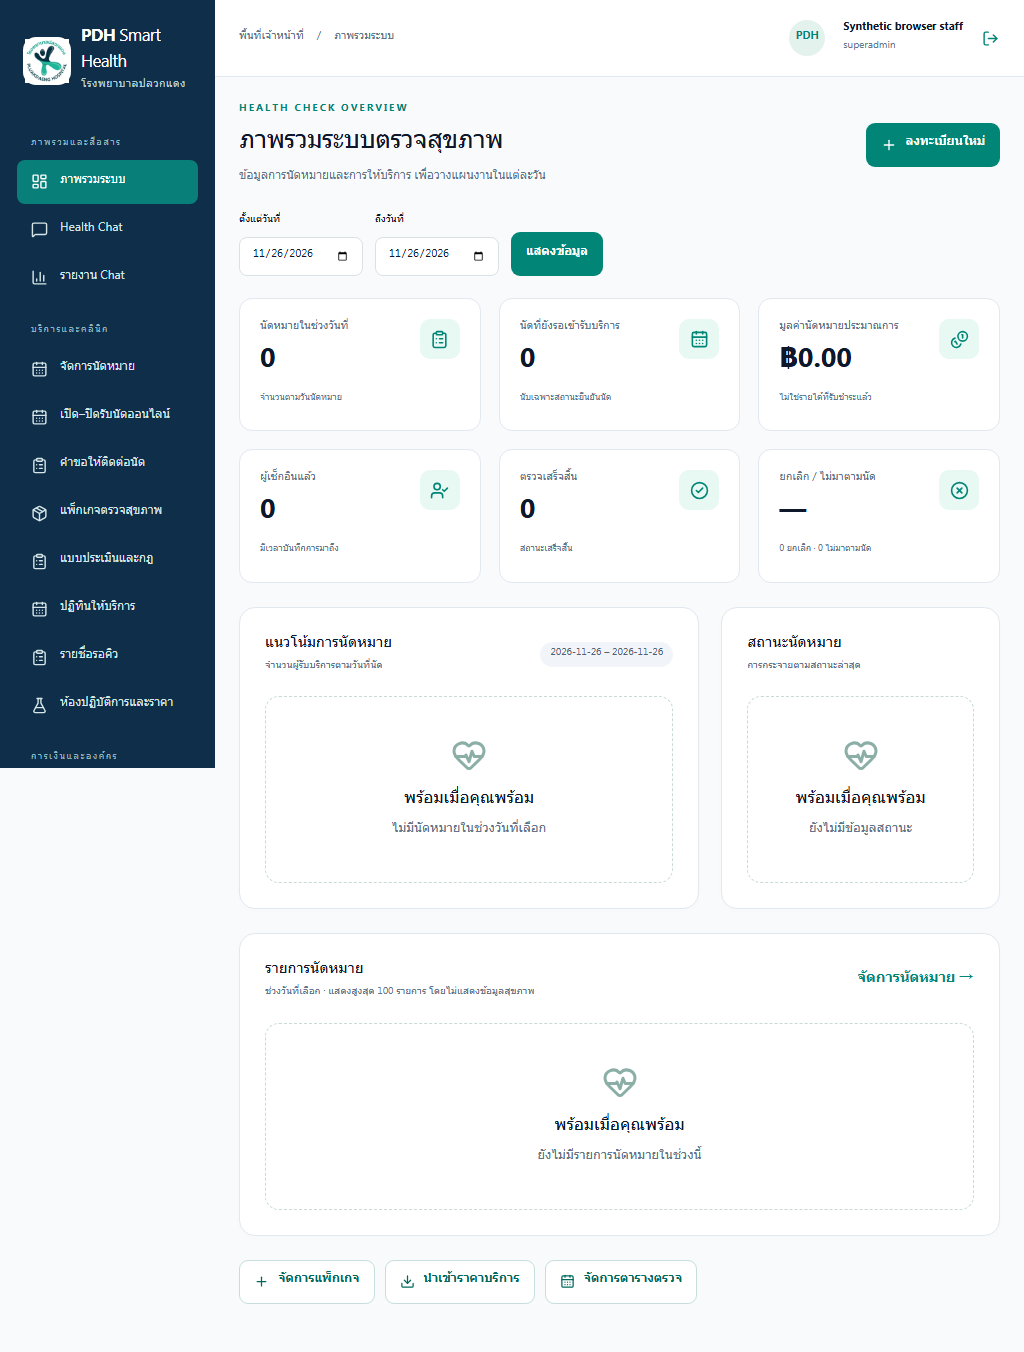 PDH Smart
Health
โรงพยาบาลปลวกแดง
ภาพรวมและสื่อสาร
ภาพรวมระบบ
Health Chat
รายงาน Chat
บริการและคลินิก
จัดการนัดหมาย
เปิด–ปิดรับนัดออนไลน์
คำขอให้ติดต่อนัด
แพ็กเกจตรวจสุขภาพ
แบบประเมินและกฎ
ปฏิทินให้บริการ
รายชื่อรอคิว
ห้องปฏิบัติการและราคา
การเงินและองค์กร
พื้นที่เจ้าหน้าที่ / ภาพรวมระบบ
PDH
Synthetic browser staff
superadmin
HEALTH CHECK OVERVIEW
ภาพรวมระบบตรวจสุขภาพ
ข้อมูลการนัดหมายและการให้บริการ เพื่อวางแผนงานในแต่ละวัน
ลงทะเบียนใหม่
ตั้งแต่วันที่
ถึงวันที่
11/26/2026
11/26/2026
แสดงข้อมูล
นัดหมายในช่วงวันที่
0
จำนวนตามวันนัดหมาย
นัดที่ยังรอเข้ารับบริการ
0
นับเฉพาะสถานะยืนยันนัด
มูลค่านัดหมายประมาณการ
฿0.00
ไม่ใช่รายได้ที่รับชำระแล้ว
ผู้เช็กอินแล้ว
0
มีเวลาบันทึกการมาถึง
ตรวจเสร็จสิ้น
0
สถานะเสร็จสิ้น
ยกเลิก / ไม่มาตามนัด
—
0 ยกเลิก · 0 ไม่มาตามนัด
แนวโน้มการนัดหมาย
จำนวนผู้รับบริการตามวันที่นัด
2026-11-26 – 2026-11-26
พร้อมเมื่อคุณพร้อม
ไม่มีนัดหมายในช่วงวันที่เลือก
สถานะนัดหมาย
การกระจายตามสถานะล่าสุด
พร้อมเมื่อคุณพร้อม
ยังไม่มีข้อมูลสถานะ
รายการนัดหมาย
ช่วงวันที่เลือก · แสดงสูงสุด 100 รายการ โดยไม่แสดงข้อมูลสุขภาพ
จัดการนัดหมาย →
พร้อมเมื่อคุณพร้อม
ยังไม่มีรายการนัดหมายในช่วงนี้
จัดการแพ็กเกจ
นำเข้าราคาบริการ
จัดการตารางตรวจ